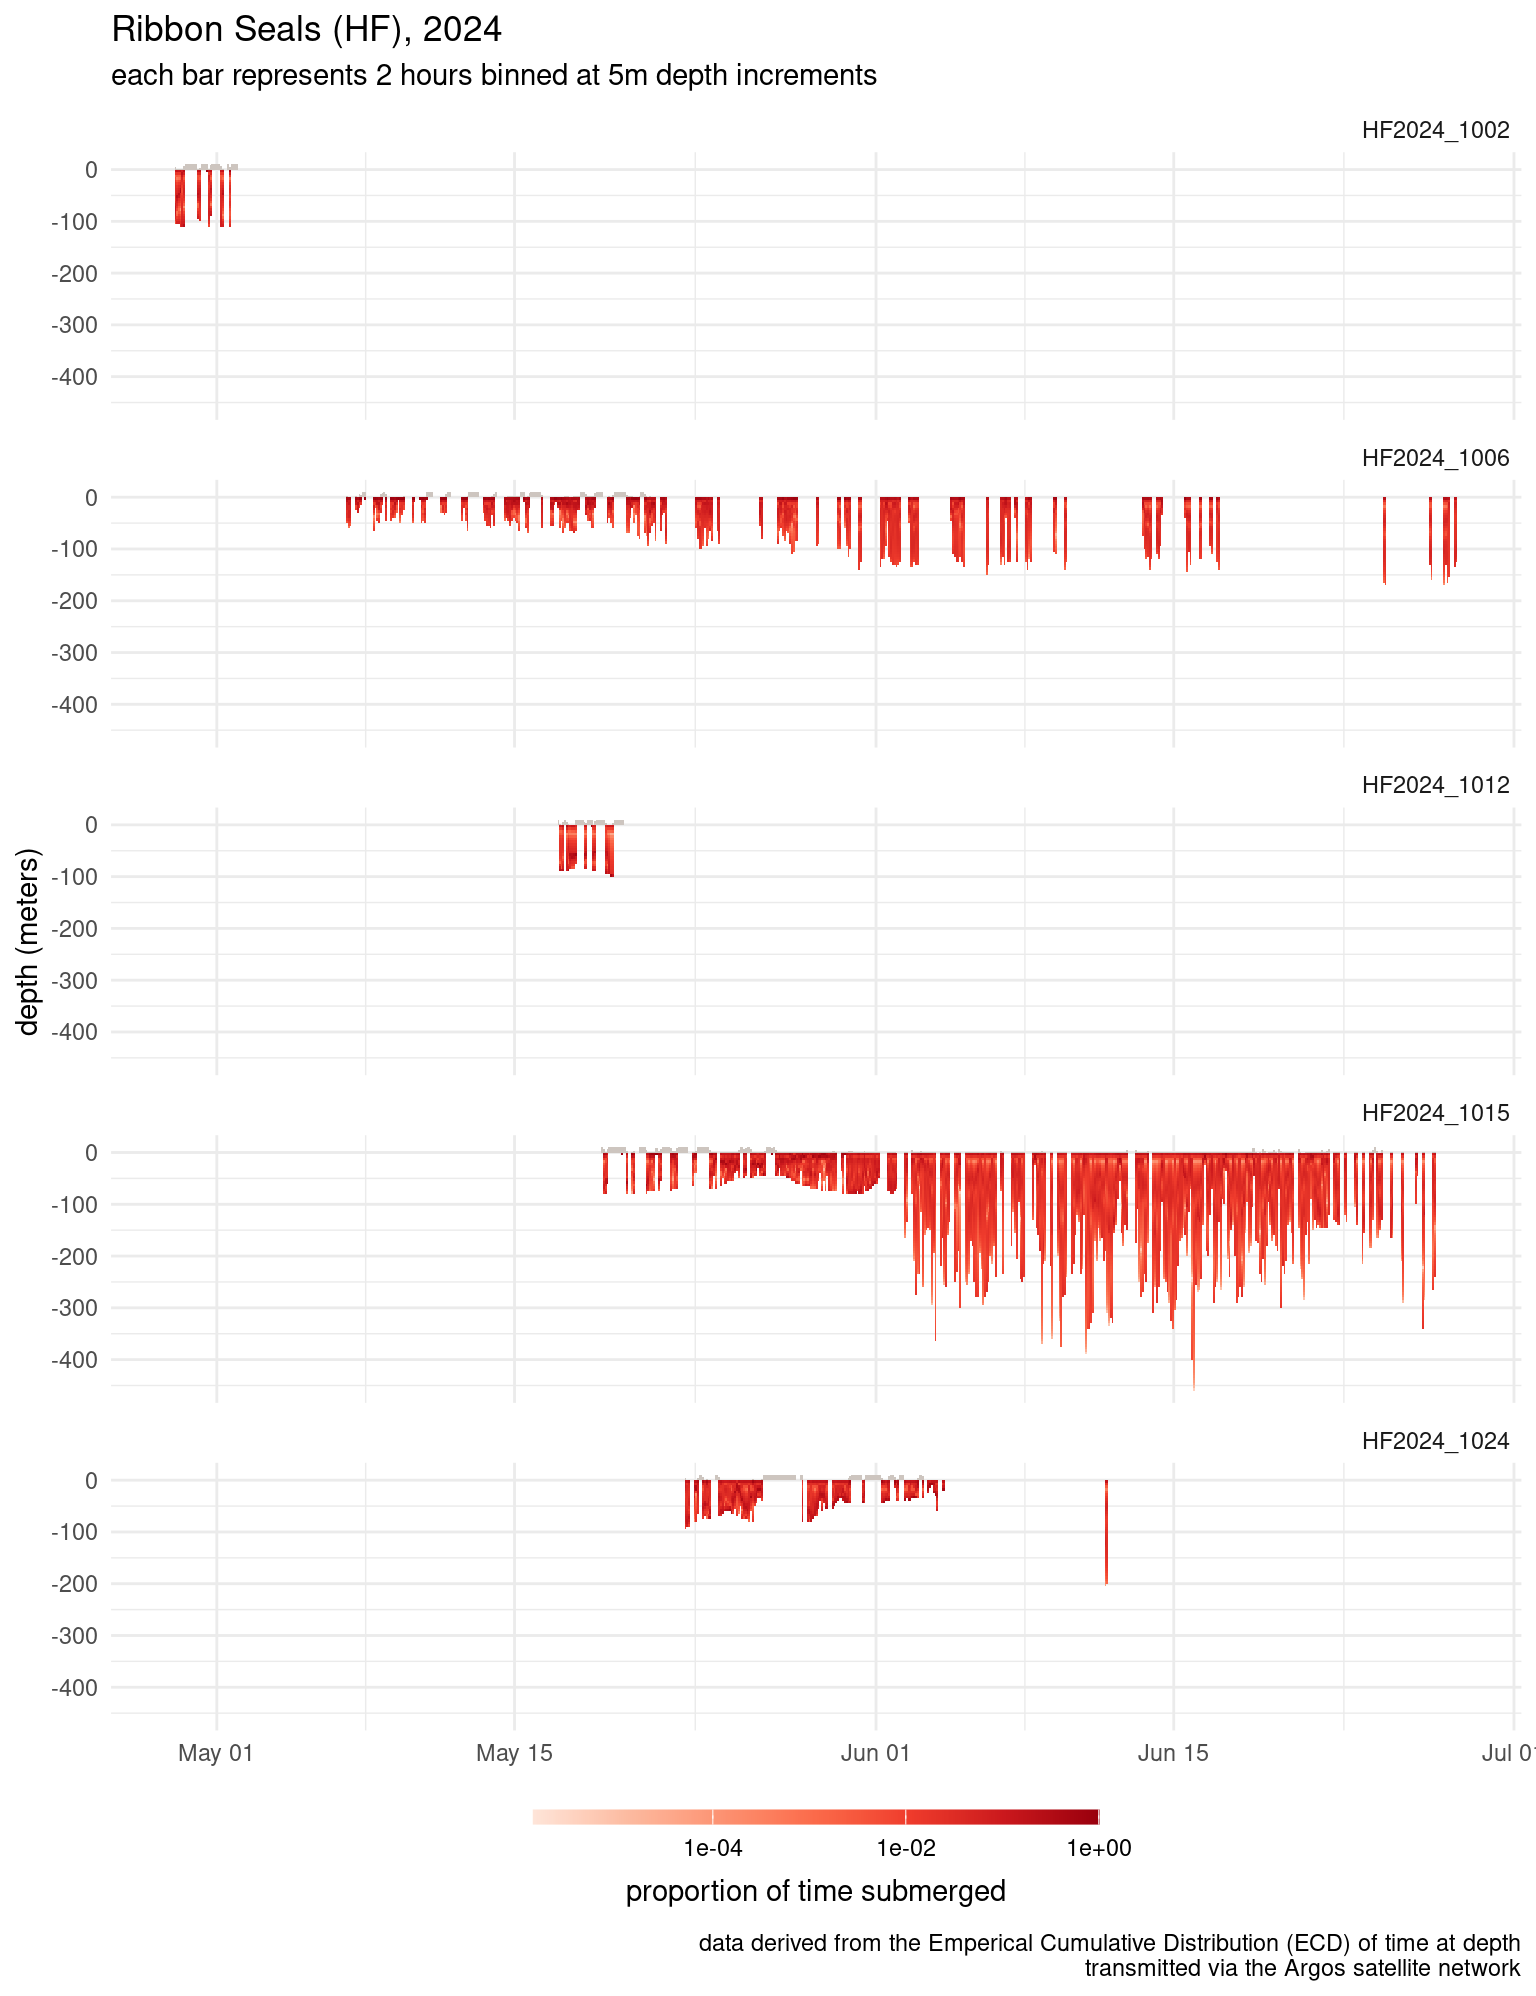 Ribbon Seals (HF), 2024
each bar represents 2 hours binned at 5m depth increments
HF2024_1002
0
-100
-200
-300
-400
HF2024_1006
0
-100
-200
-300
-400
HF2024_1012
0
-100
-200
-300
-400
depth (meters)
HF2024_1015
0
-100
-200
-300
-400
HF2024_1024
0
-100
-200
-300
-400
May 01 May 15 Jun 01 Jun 15 Jul 01
1e-04 1e-02 1e+00
proportion of time submerged
data derived from the Emperical Cumulative Distribution (ECD) of time at depth
transmitted via the Argos satellite network